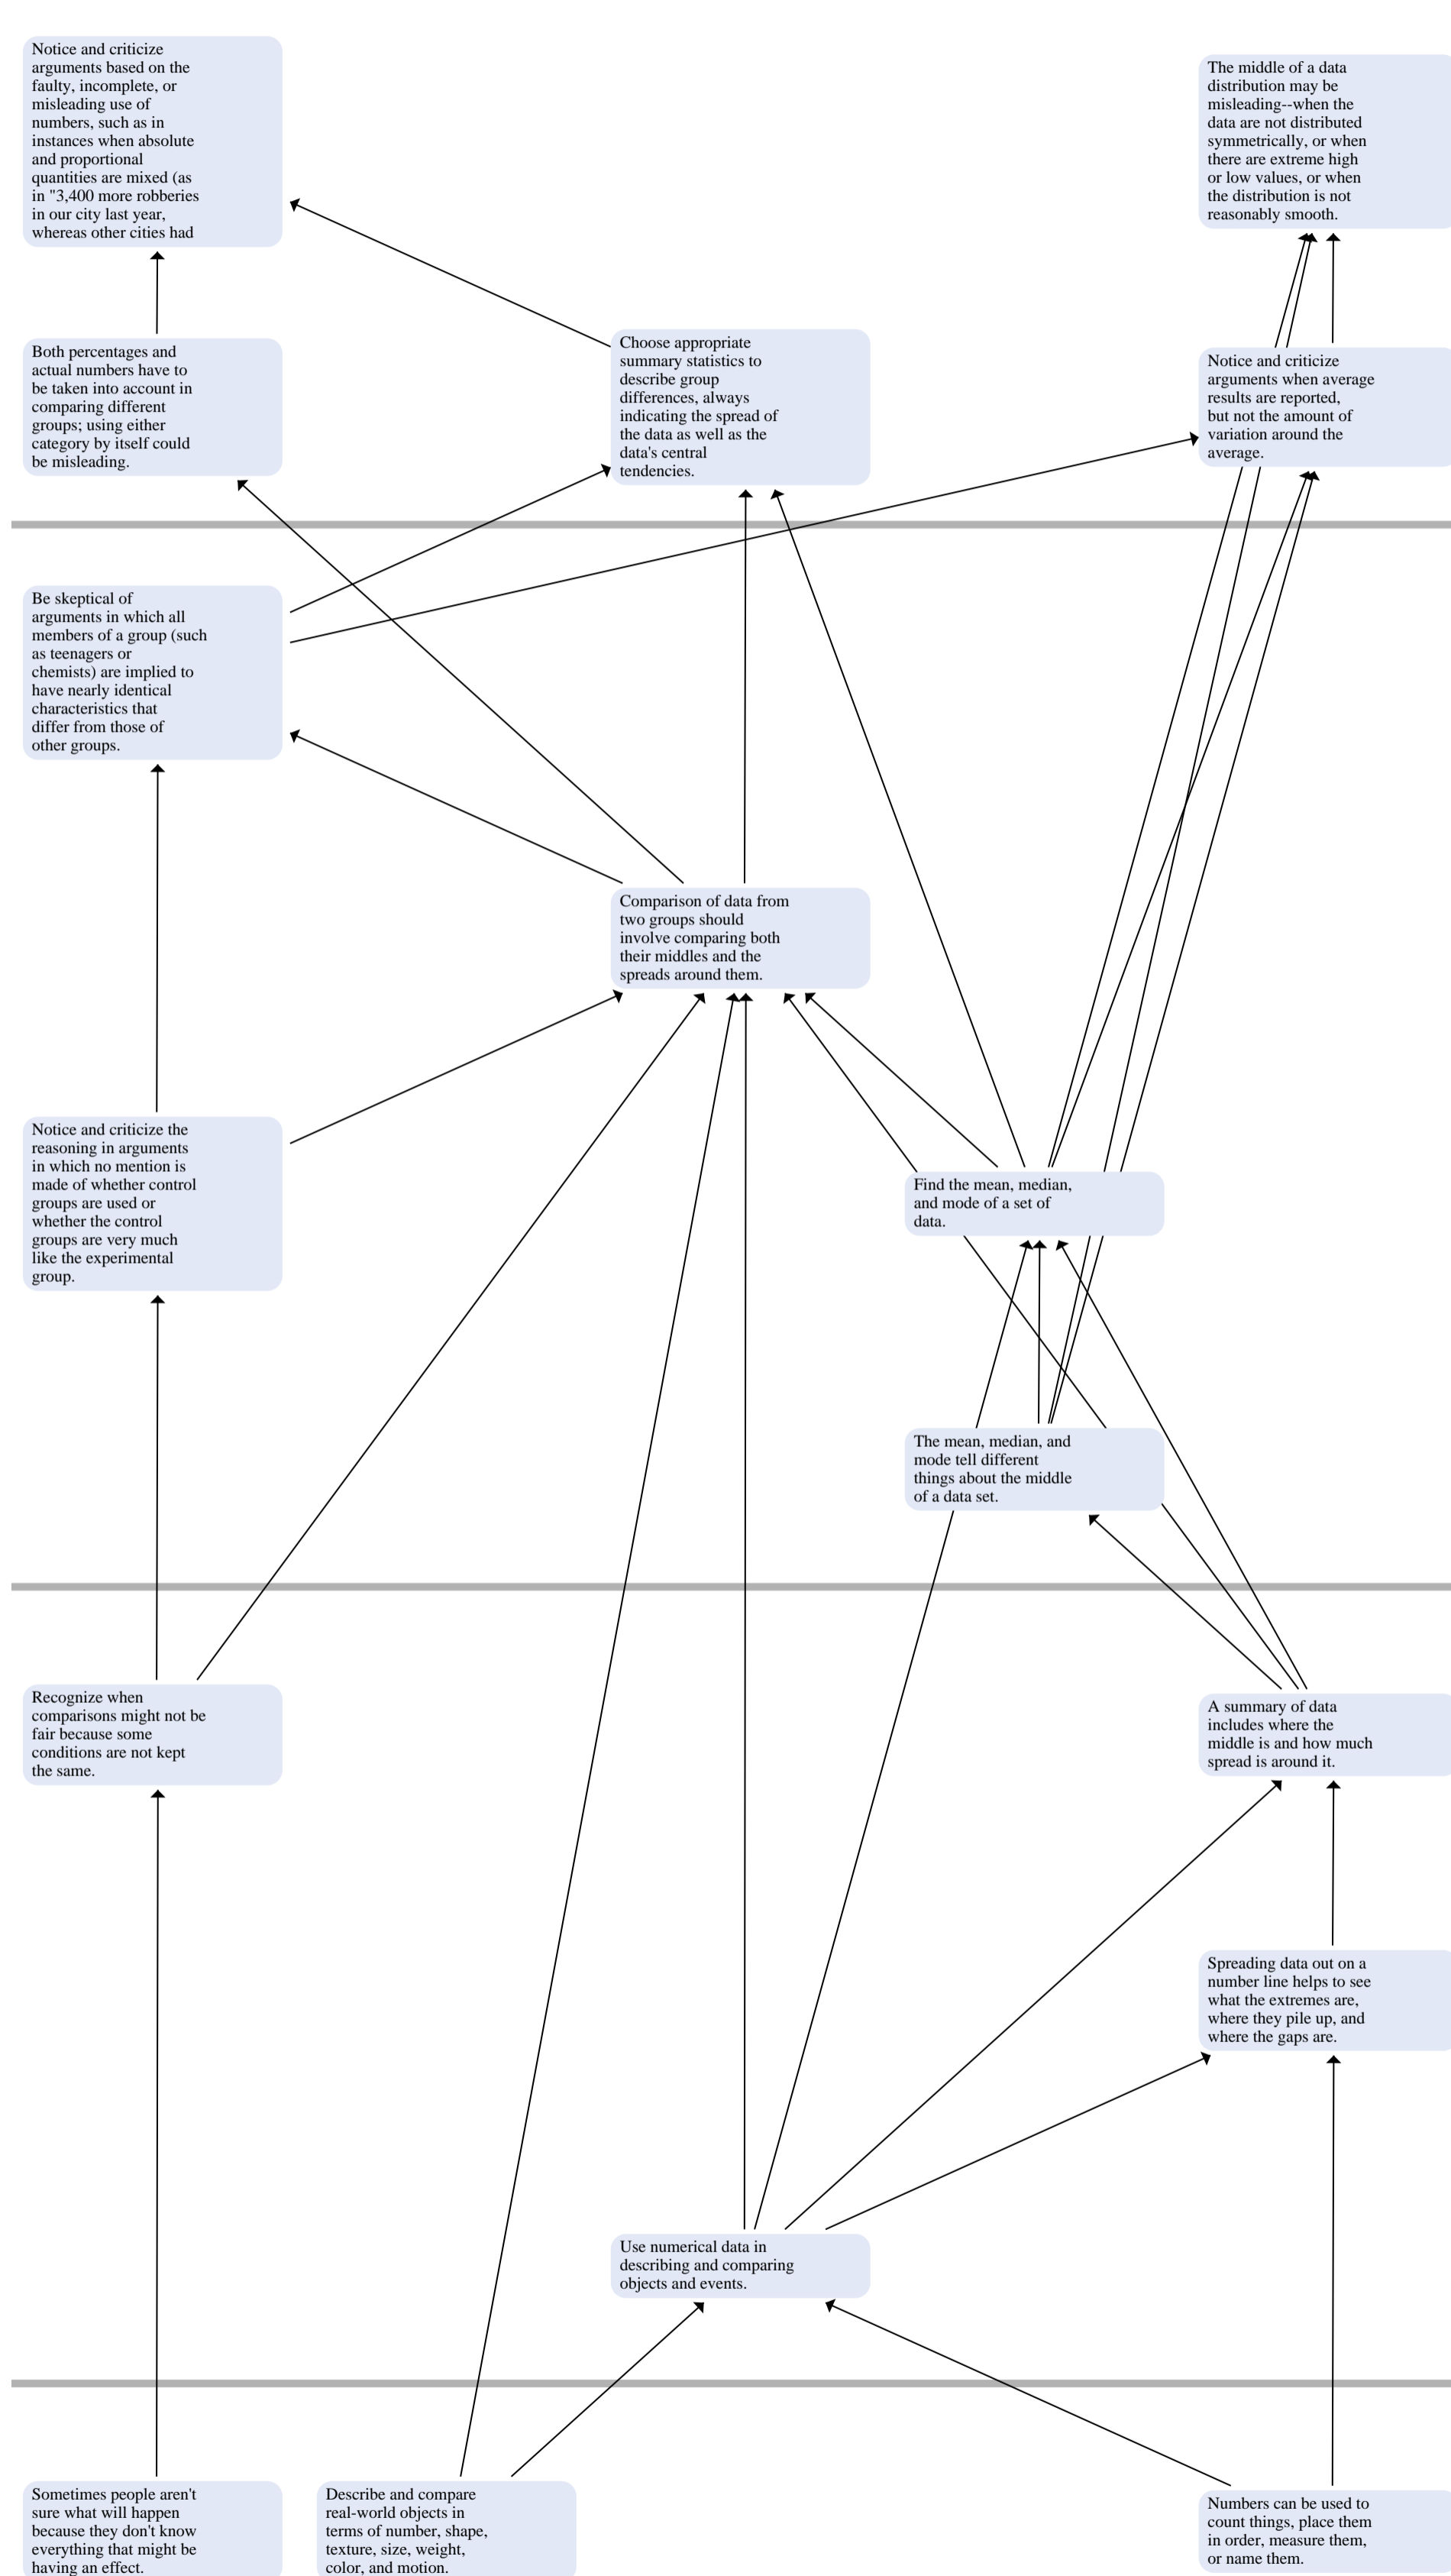 Notice and criticize
arguments based on the
faulty, incomplete, or
misleading use of
numbers, such as in
instances when absolute
and proportional
quantities are mixed (as
in "3,400 more robberies
in our city last year,
whereas other cities had
The middle of a data
distribution may be
misleading--when the
data are not distributed
symmetrically, or when
there are extreme high
or low values, or when
the distribution is not
reasonably smooth.
Both percentages and
actual numbers have to
be taken into account in
comparing different
groups; using either
category by itself could
be misleading.
Choose appropriate
summary statistics to
describe group
differences, always
indicating the spread of
the data as well as the
data's central
tendencies.
Notice and criticize
arguments when average
results are reported,
but not the amount of
variation around the
average.
Be skeptical of
arguments in which all
members of a group (such
as teenagers or
chemists) are implied to
have nearly identical
characteristics that
differ from those of
other groups.
Comparison of data from
two groups should
involve comparing both
their middles and the
spreads around them.
Notice and criticize the
reasoning in arguments
in which no mention is
made of whether control
groups are used or
whether the control
groups are very much
like the experimental
group.
Find the mean, median,
and mode of a set of
data.
The mean, median, and
mode tell different
things about the middle
of a data set.
Recognize when
comparisons might not be
fair because some
conditions are not kept
the same.
A summary of data
includes where the
middle is and how much
spread is around it.
Spreading data out on a
number line helps to see
what the extremes are,
where they pile up, and
where the gaps are.
Use numerical data in
describing and comparing
objects and events.
Sometimes people aren't
sure what will happen
because they don't know
everything that might be
having an effect.
Describe and compare
real-world objects in
terms of number, shape,
texture, size, weight,
color, and motion.
Numbers can be used to
count things, place them
in order, measure them,
or name them.